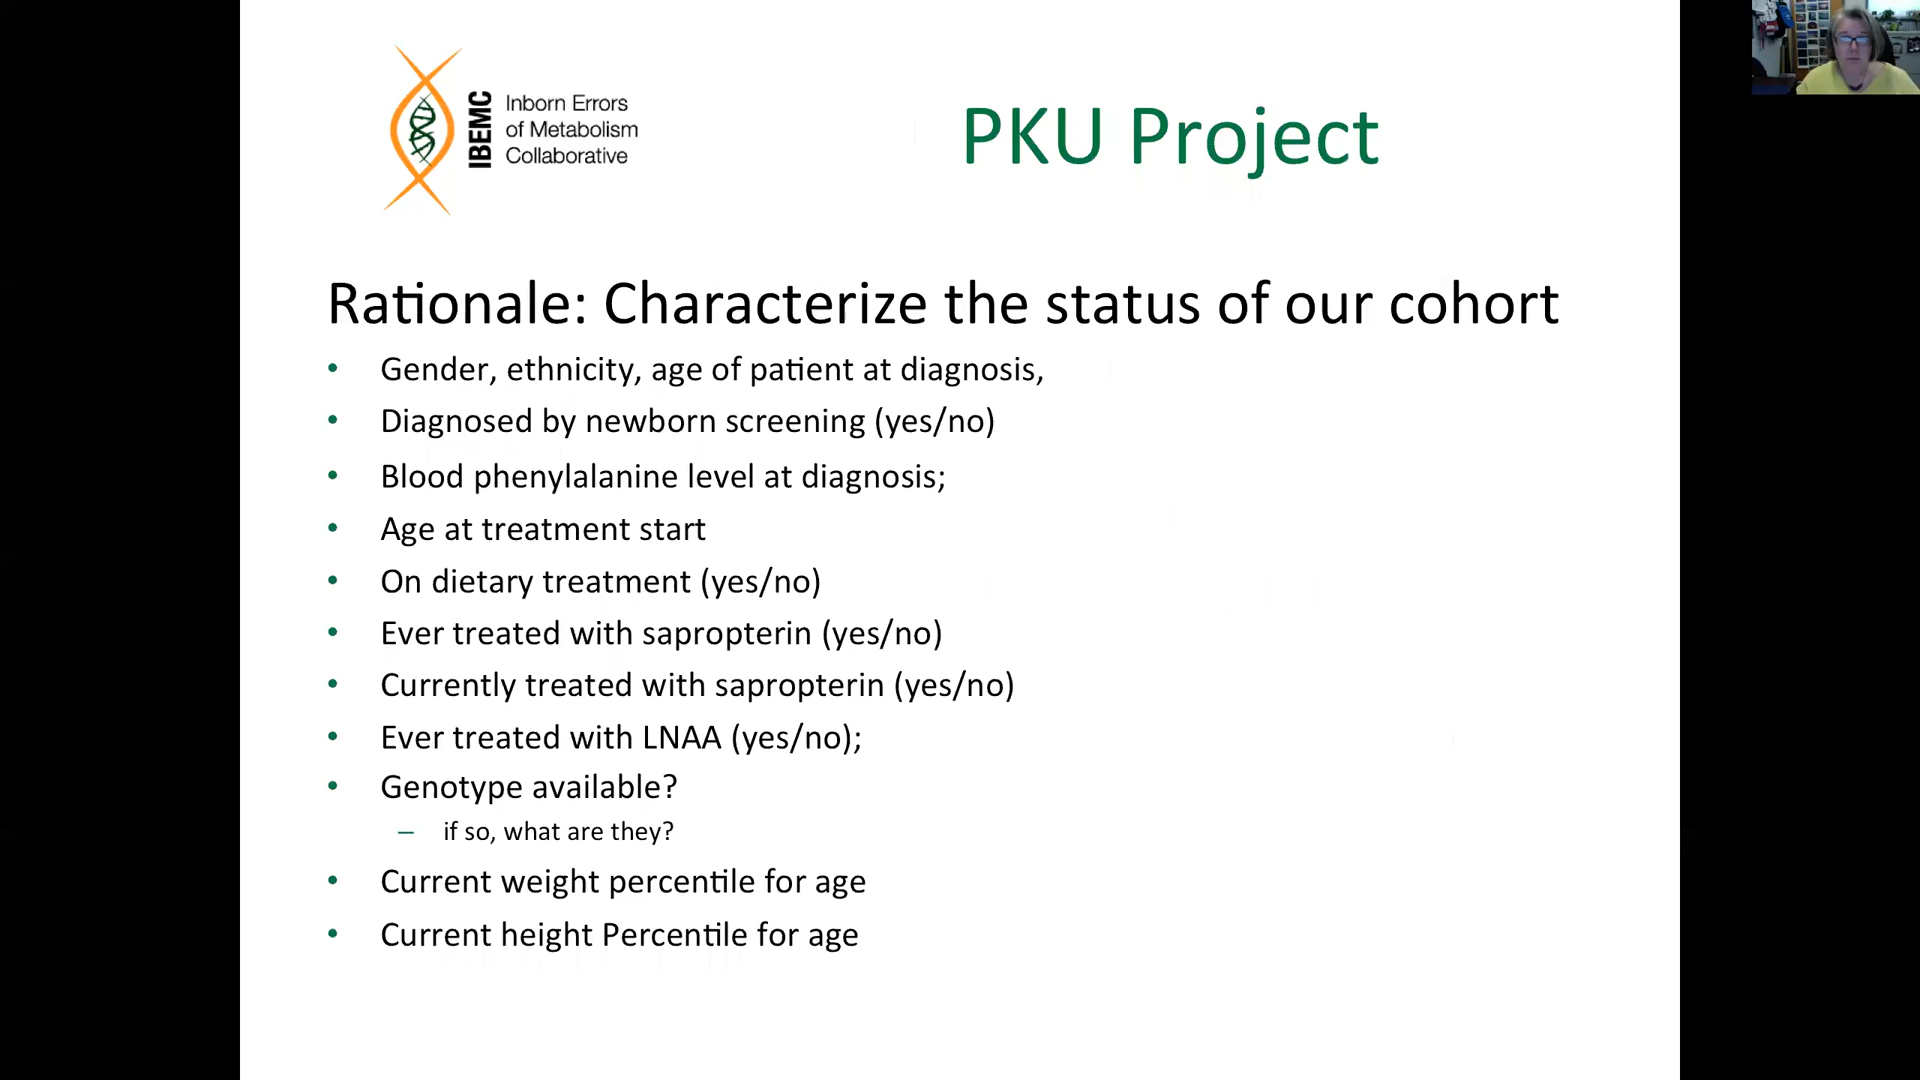 IBEMC
Inborn Errors
of Metabolism
Collaborative
PKU Project
Rationale: Characterize the status of our cohort
• Gender, ethnicity, age of patient at diagnosis,
• Diagnosed by newborn screening (yes/no)
• Blood phenylalanine level at diagnosis;
• Age at treatment start
• On dietary treatment (yes/no)
• Ever treated with sapropterin (yes/no)
• Currently treated with sapropterin (yes/no)
• Ever treated with LNAA (yes/no);
• Genotype available?
– if so, what are they?
• Current weight percentile for age
• Current height Percentile for age